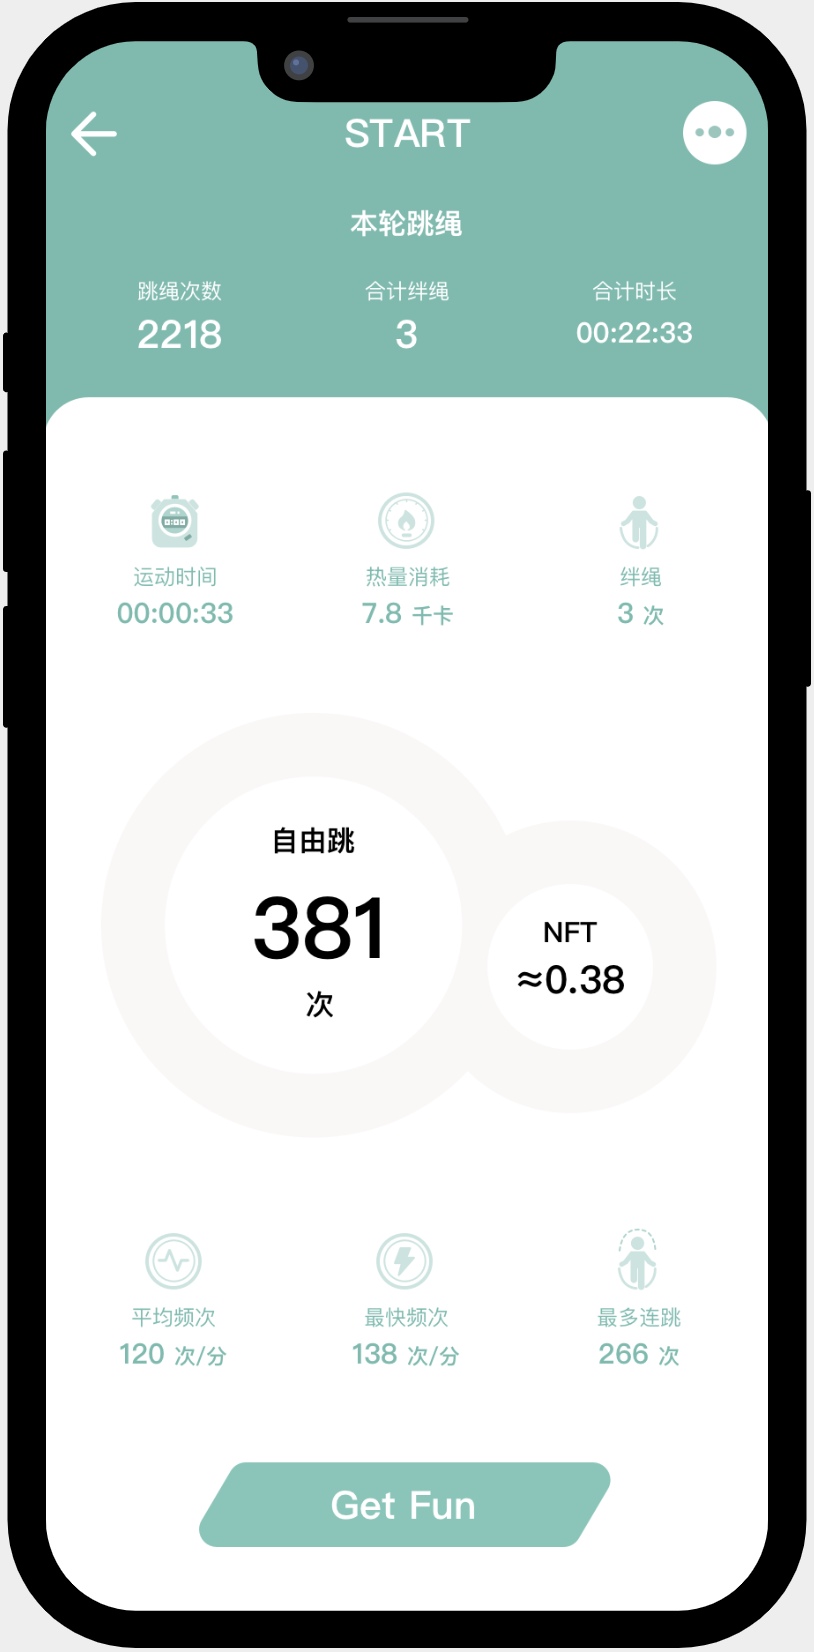 START
本轮跳绳
跳绳次数 合计绊绳 合计时长
2218 3 00:22:33
运动时间 热量消耗 绊绳
00:00:33 7.8 千卡 3 次
自由跳
381
次
NFT
≈0.38
平均频次 最快频次 最多连跳
120 次/分 138 次/分 266 次
Get Fun